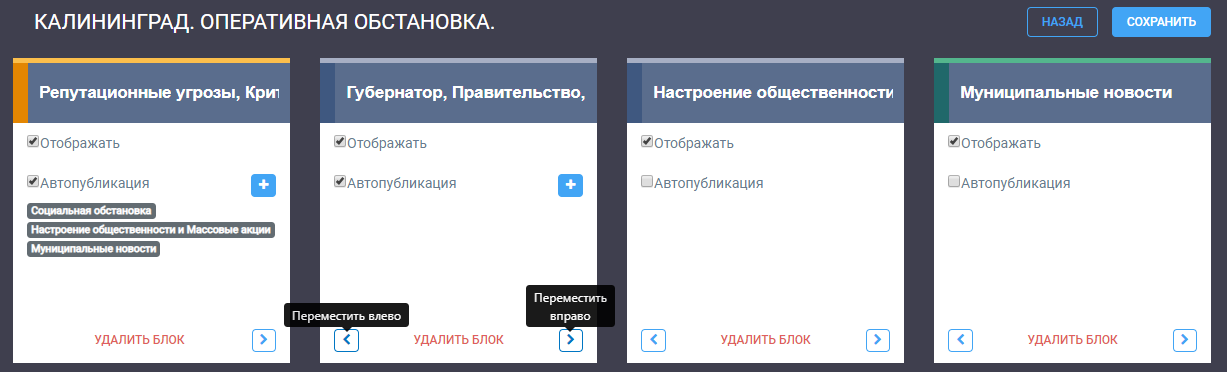 КАЛИНИНГРАД. ОПЕРАТИВНАЯ ОБСТАНОВКА.
НАЗАД
СОХРАНИТЬ
Репутационные угрозы, Крит
Губернатор, Правительство,
Настроение общественности
Муниципальные новости
Отображать
Отображать
Отображать
Отображать
Автопубликация
Автопубликация
Автопубликация
Автопубликация
Социальная обстановка
Настроение общественности и Массовые акции
Муниципальные новости
Переместить влево
Переместить
вправо
УДАЛИТЬ БЛОК
УДАЛИТЬ БЛОК
УДАЛИТЬ БЛОК
УДАЛИТЬ БЛОК